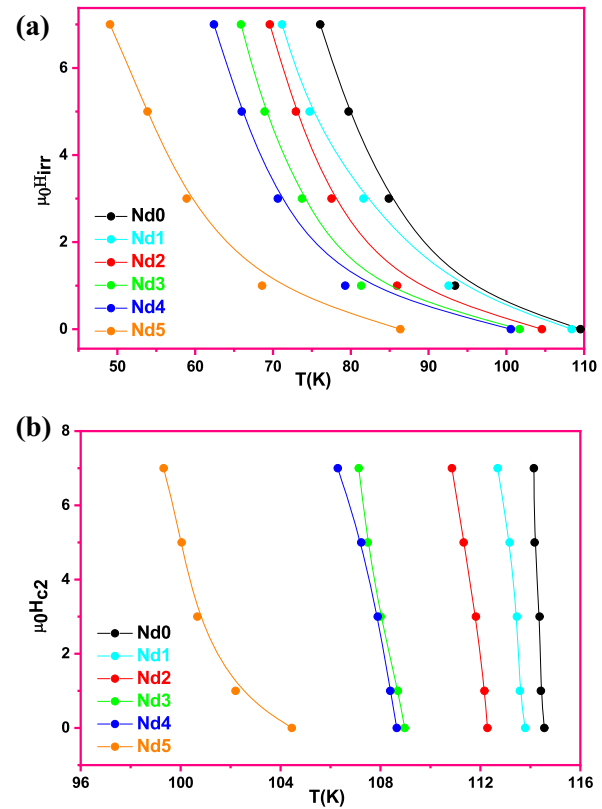 (a)
6
4
2
0
μ₀Hirr
Nd0
Nd1
Nd2
Nd3
Nd4
Nd5
50 60 70 80 90 100 110
T(K)
(b)
8
6
4
2
0
μ₀Hc2
Nd0
Nd1
Nd2
Nd3
Nd4
Nd5
96 100 104 108 112 116
T(K)